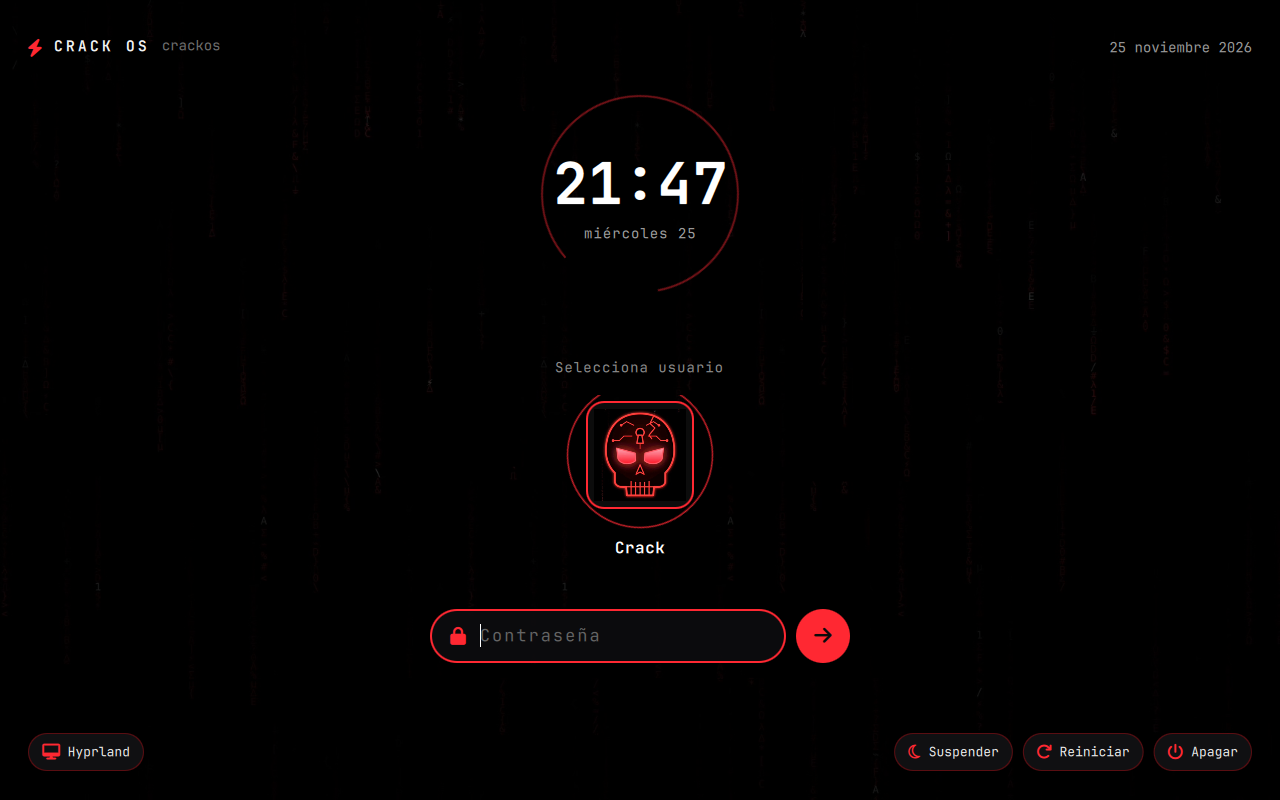 CRACK OS crackos
25 noviembre 2026
21:47
miércoles 25
Selecciona usuario
Crack
Contraseña
Hyprland
Suspender
Reiniciar
Apagar